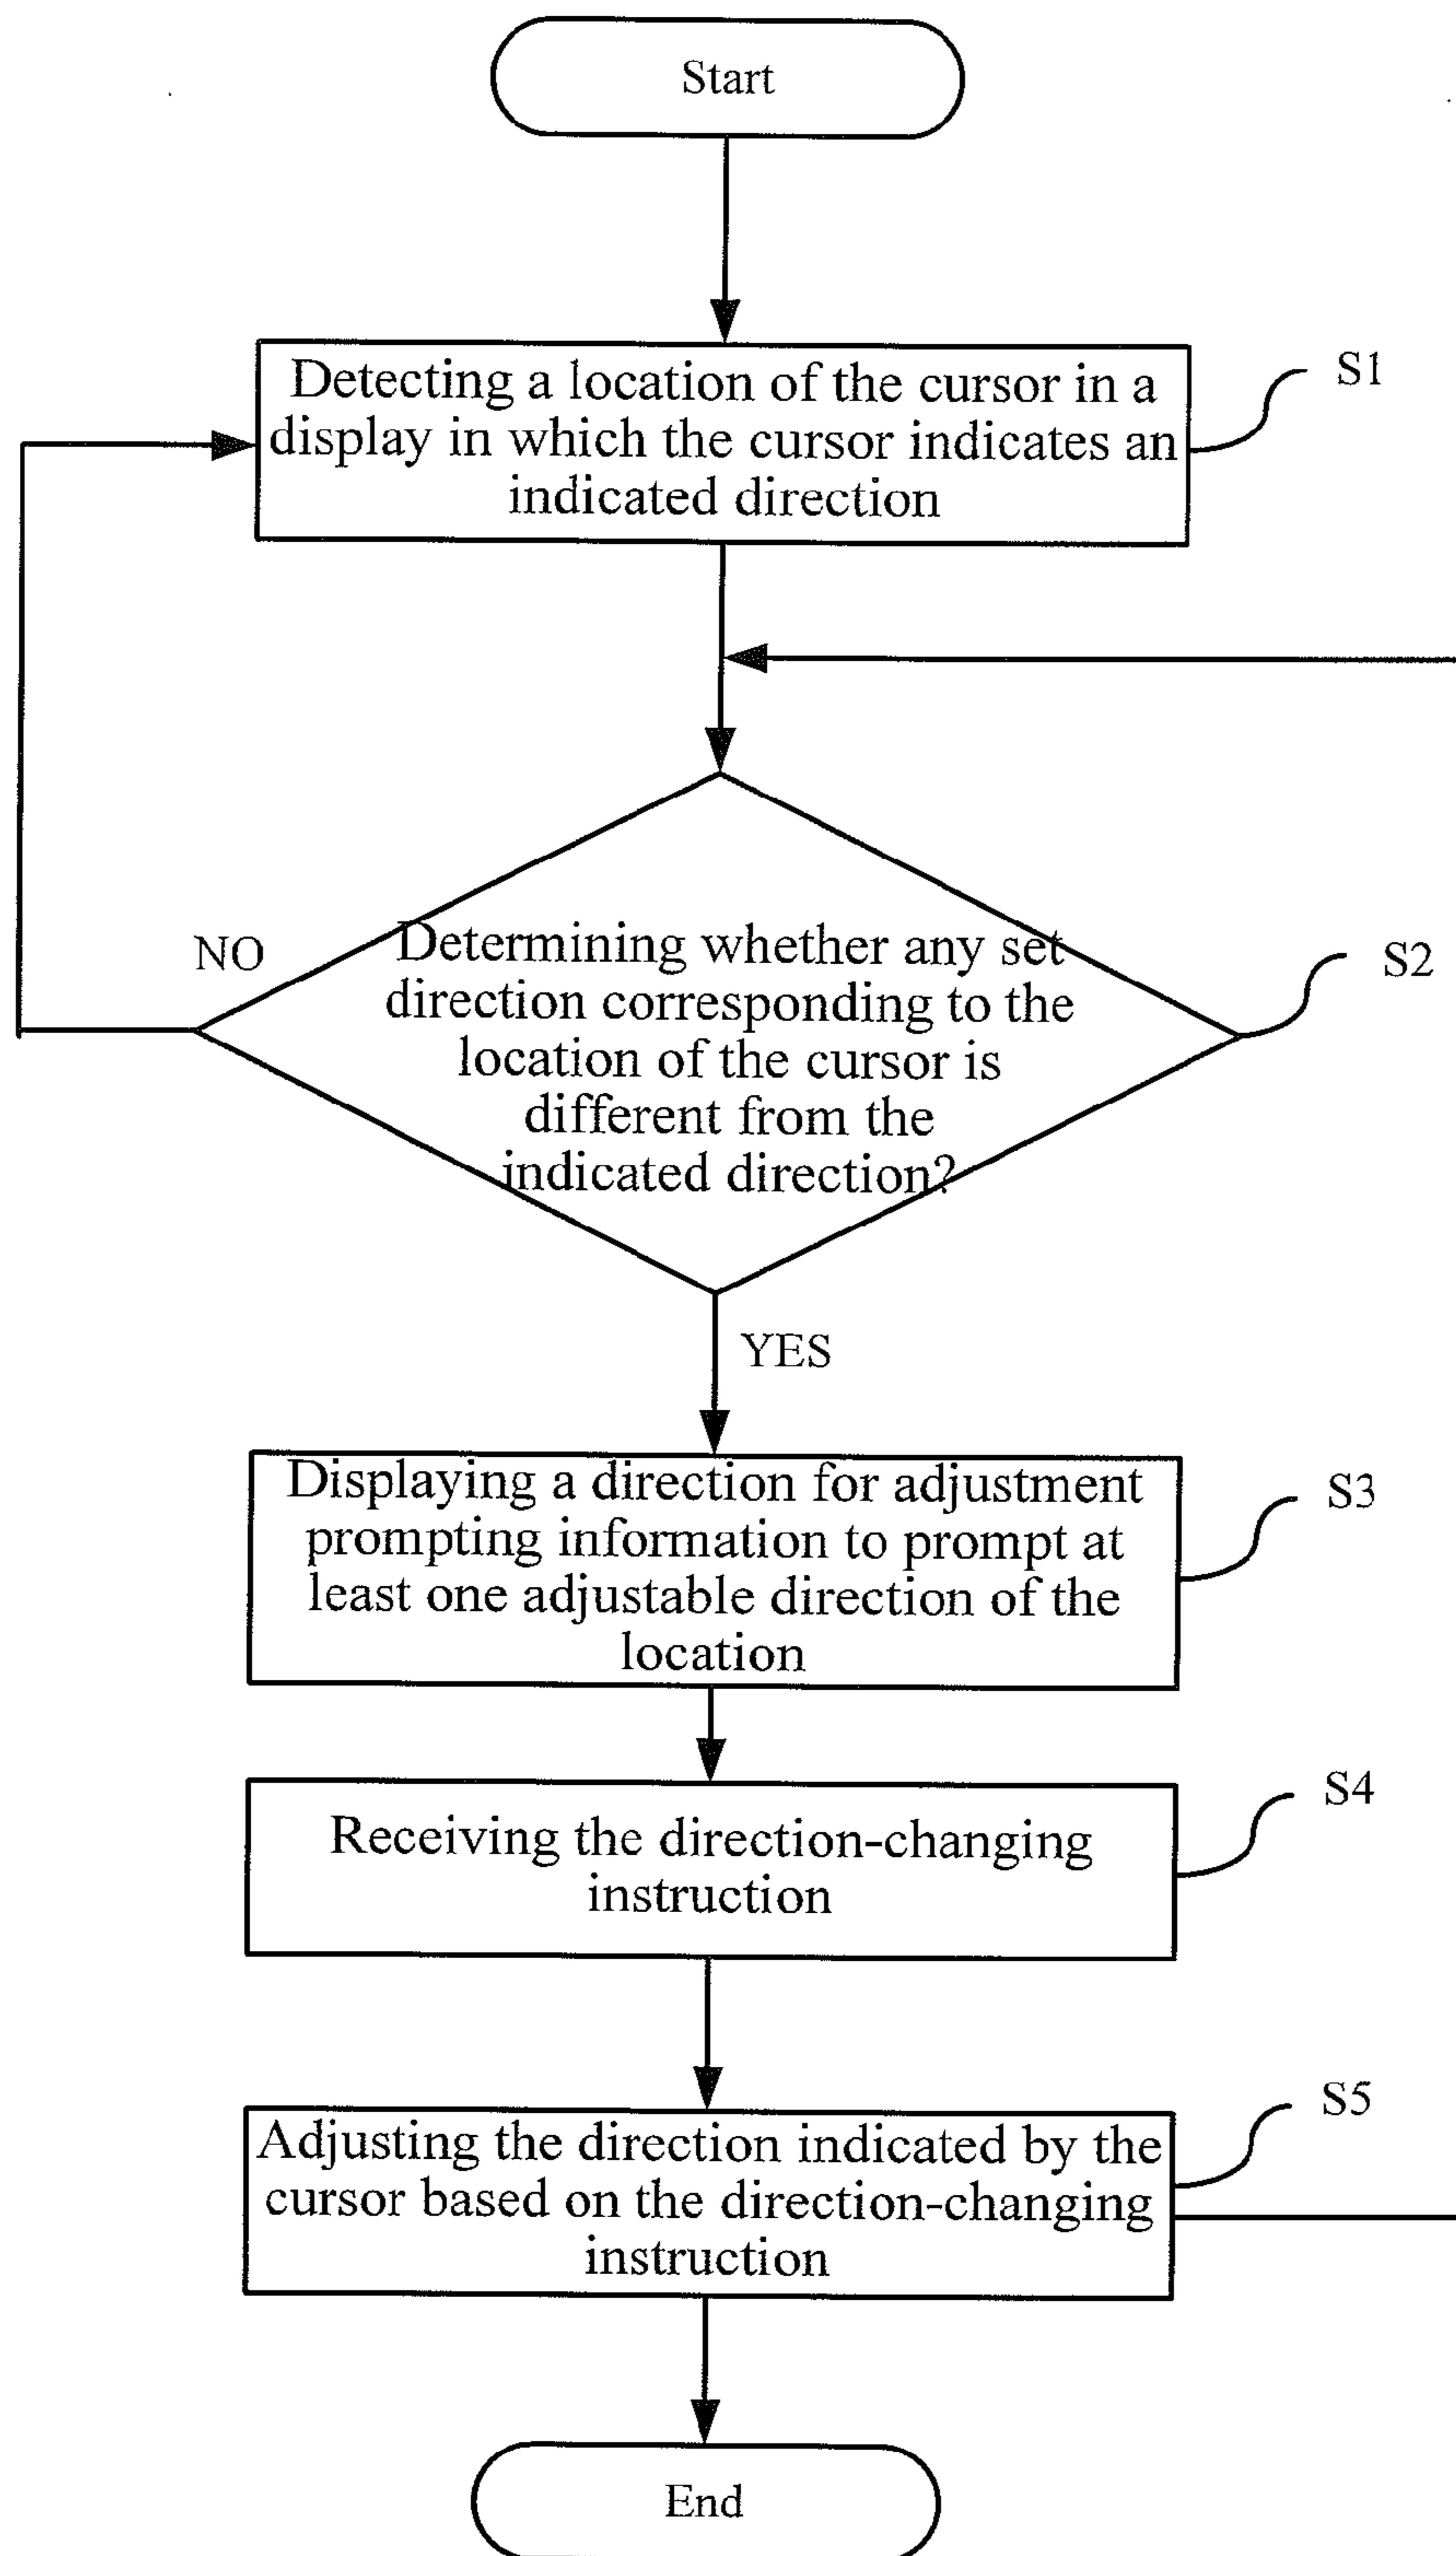 Start
Detecting a location of the cursor in a
display in which the cursor indicates an
indicated direction
S1
NO
Determining whether any set
direction corresponding to the
location of the cursor is
different from the
indicated direction?
S2
YES
Displaying a direction for adjustment
prompting information to prompt at
least one adjustable direction of the
location
S3
Receiving the direction-changing
instruction
S4
Adjusting the direction indicated by the
cursor based on the direction-changing
instruction
S5
End